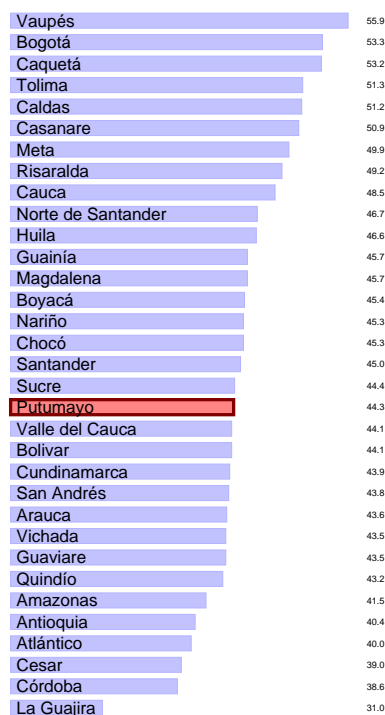 Vaupés 55.9
Bogotá 53.3
Caquetá 53.2
Tolima 51.3
Caldas 51.2
Casanare 50.9
Meta 49.9
Risaralda 49.2
Cauca 48.5
Norte de Santander 46.7
Huila 46.6
Guainía 45.7
Magdalena 45.7
Boyacá 45.4
Nariño 45.3
Chocó 45.3
Santander 45.0
Sucre 44.4
Putumayo 44.3
Valle del Cauca 44.1
Bolivar 44.1
Cundinamarca 43.9
San Andrés 43.8
Arauca 43.6
Vichada 43.5
Guaviare 43.5
Quindío 43.2
Amazonas 41.5
Antioquia 40.4
Atlántico 40.0
Cesar 39.0
Córdoba 38.6
La Guajira 31.0